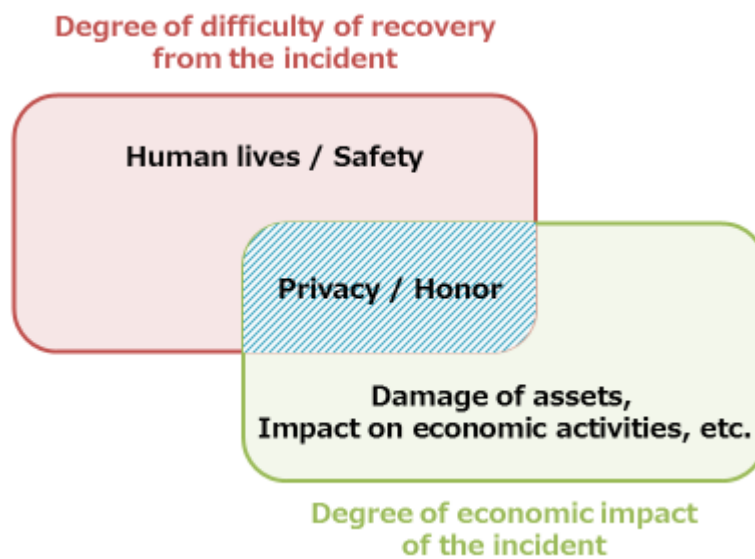 Degree of difficulty of recovery
from the incident
Human lives / Safety
Privacy / Honor
Damage of assets,
Impact on economic activities, etc.
Degree of economic impact
of the incident